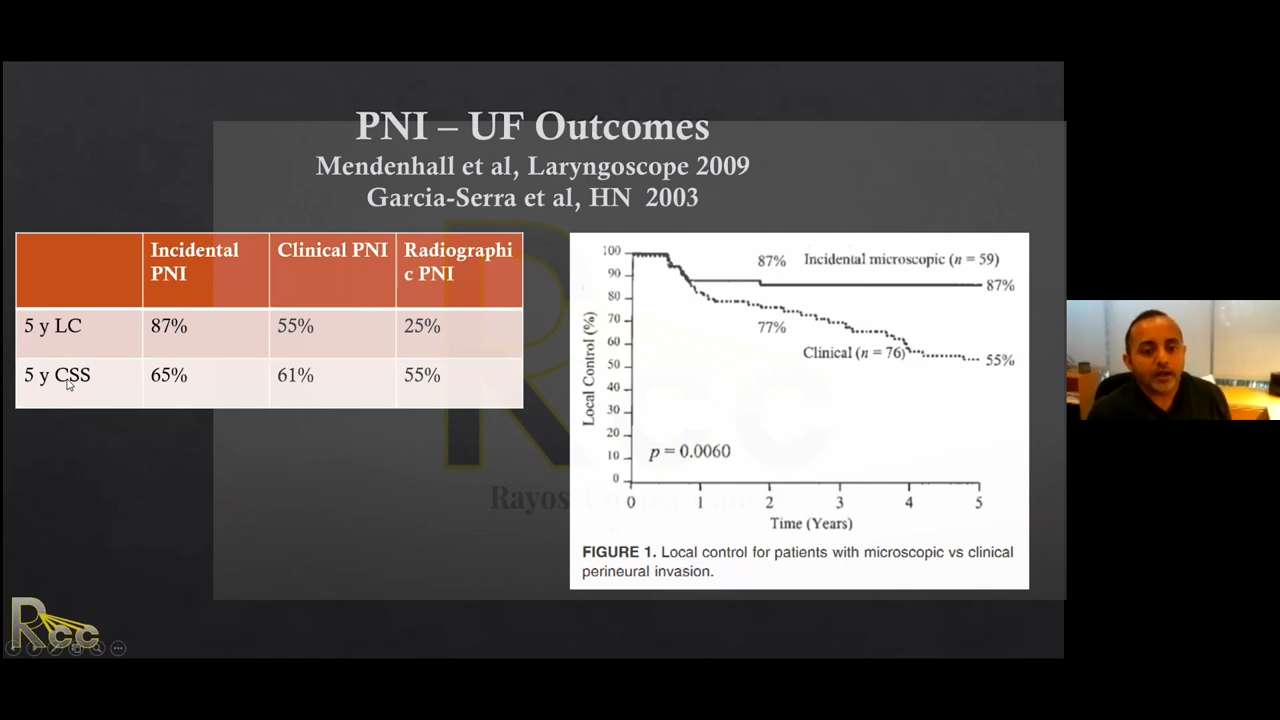 PNI – UF Outcomes
Mendenhall et al, Laryngoscope 2009
Garcia-Serra et al, HN 2003
Incidental PNI
Clinical PNI
Radiographi
c PNI
5 y LC
87%
55%
25%
5 y CSS
65%
61%
55%
100
90
80
70
60
50
40
30
20
10
0
Local Control (%)
87%
Incidental microscopic (n = 59)
87%
77%
Clinical (n = 76)
55%
p = 0.0060
0
1
2
3
4
5
Time (Years)
FIGURE 1. Local control for patients with microscopic vs clinical
perineural invasion.
Rcc
Rayos
Rcc